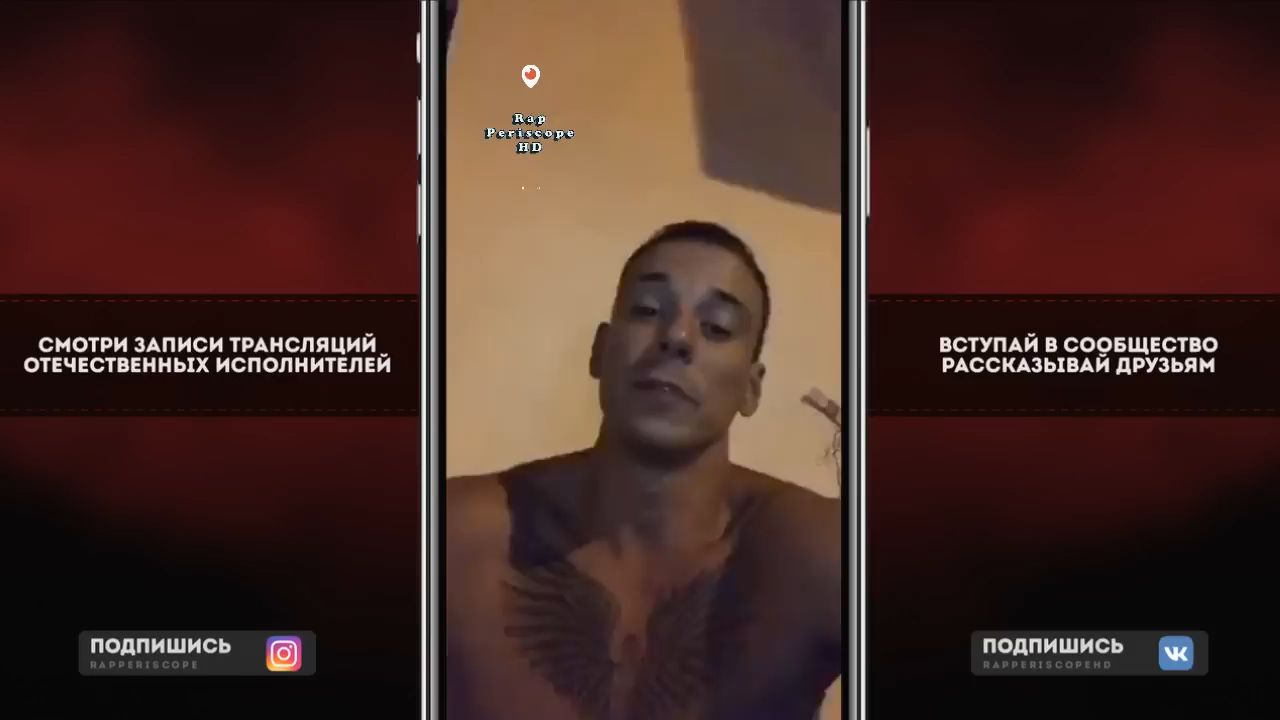 Rap
Periscope
HD
СМОТРИ ЗАПИСИ ТРАНСЛЯЦИЙ
ОТЕЧЕСТВЕННЫХ ИСПОЛНИТЕЛЕЙ
ВСТУПАЙ В СООБЩЕСТВО
РАССКАЗЫВАЙ ДРУЗЬЯМ
ПОДПИШИСЬ
RAPPERISCOPE
ПОДПИШИСЬ
RAPPERISCOPEHD